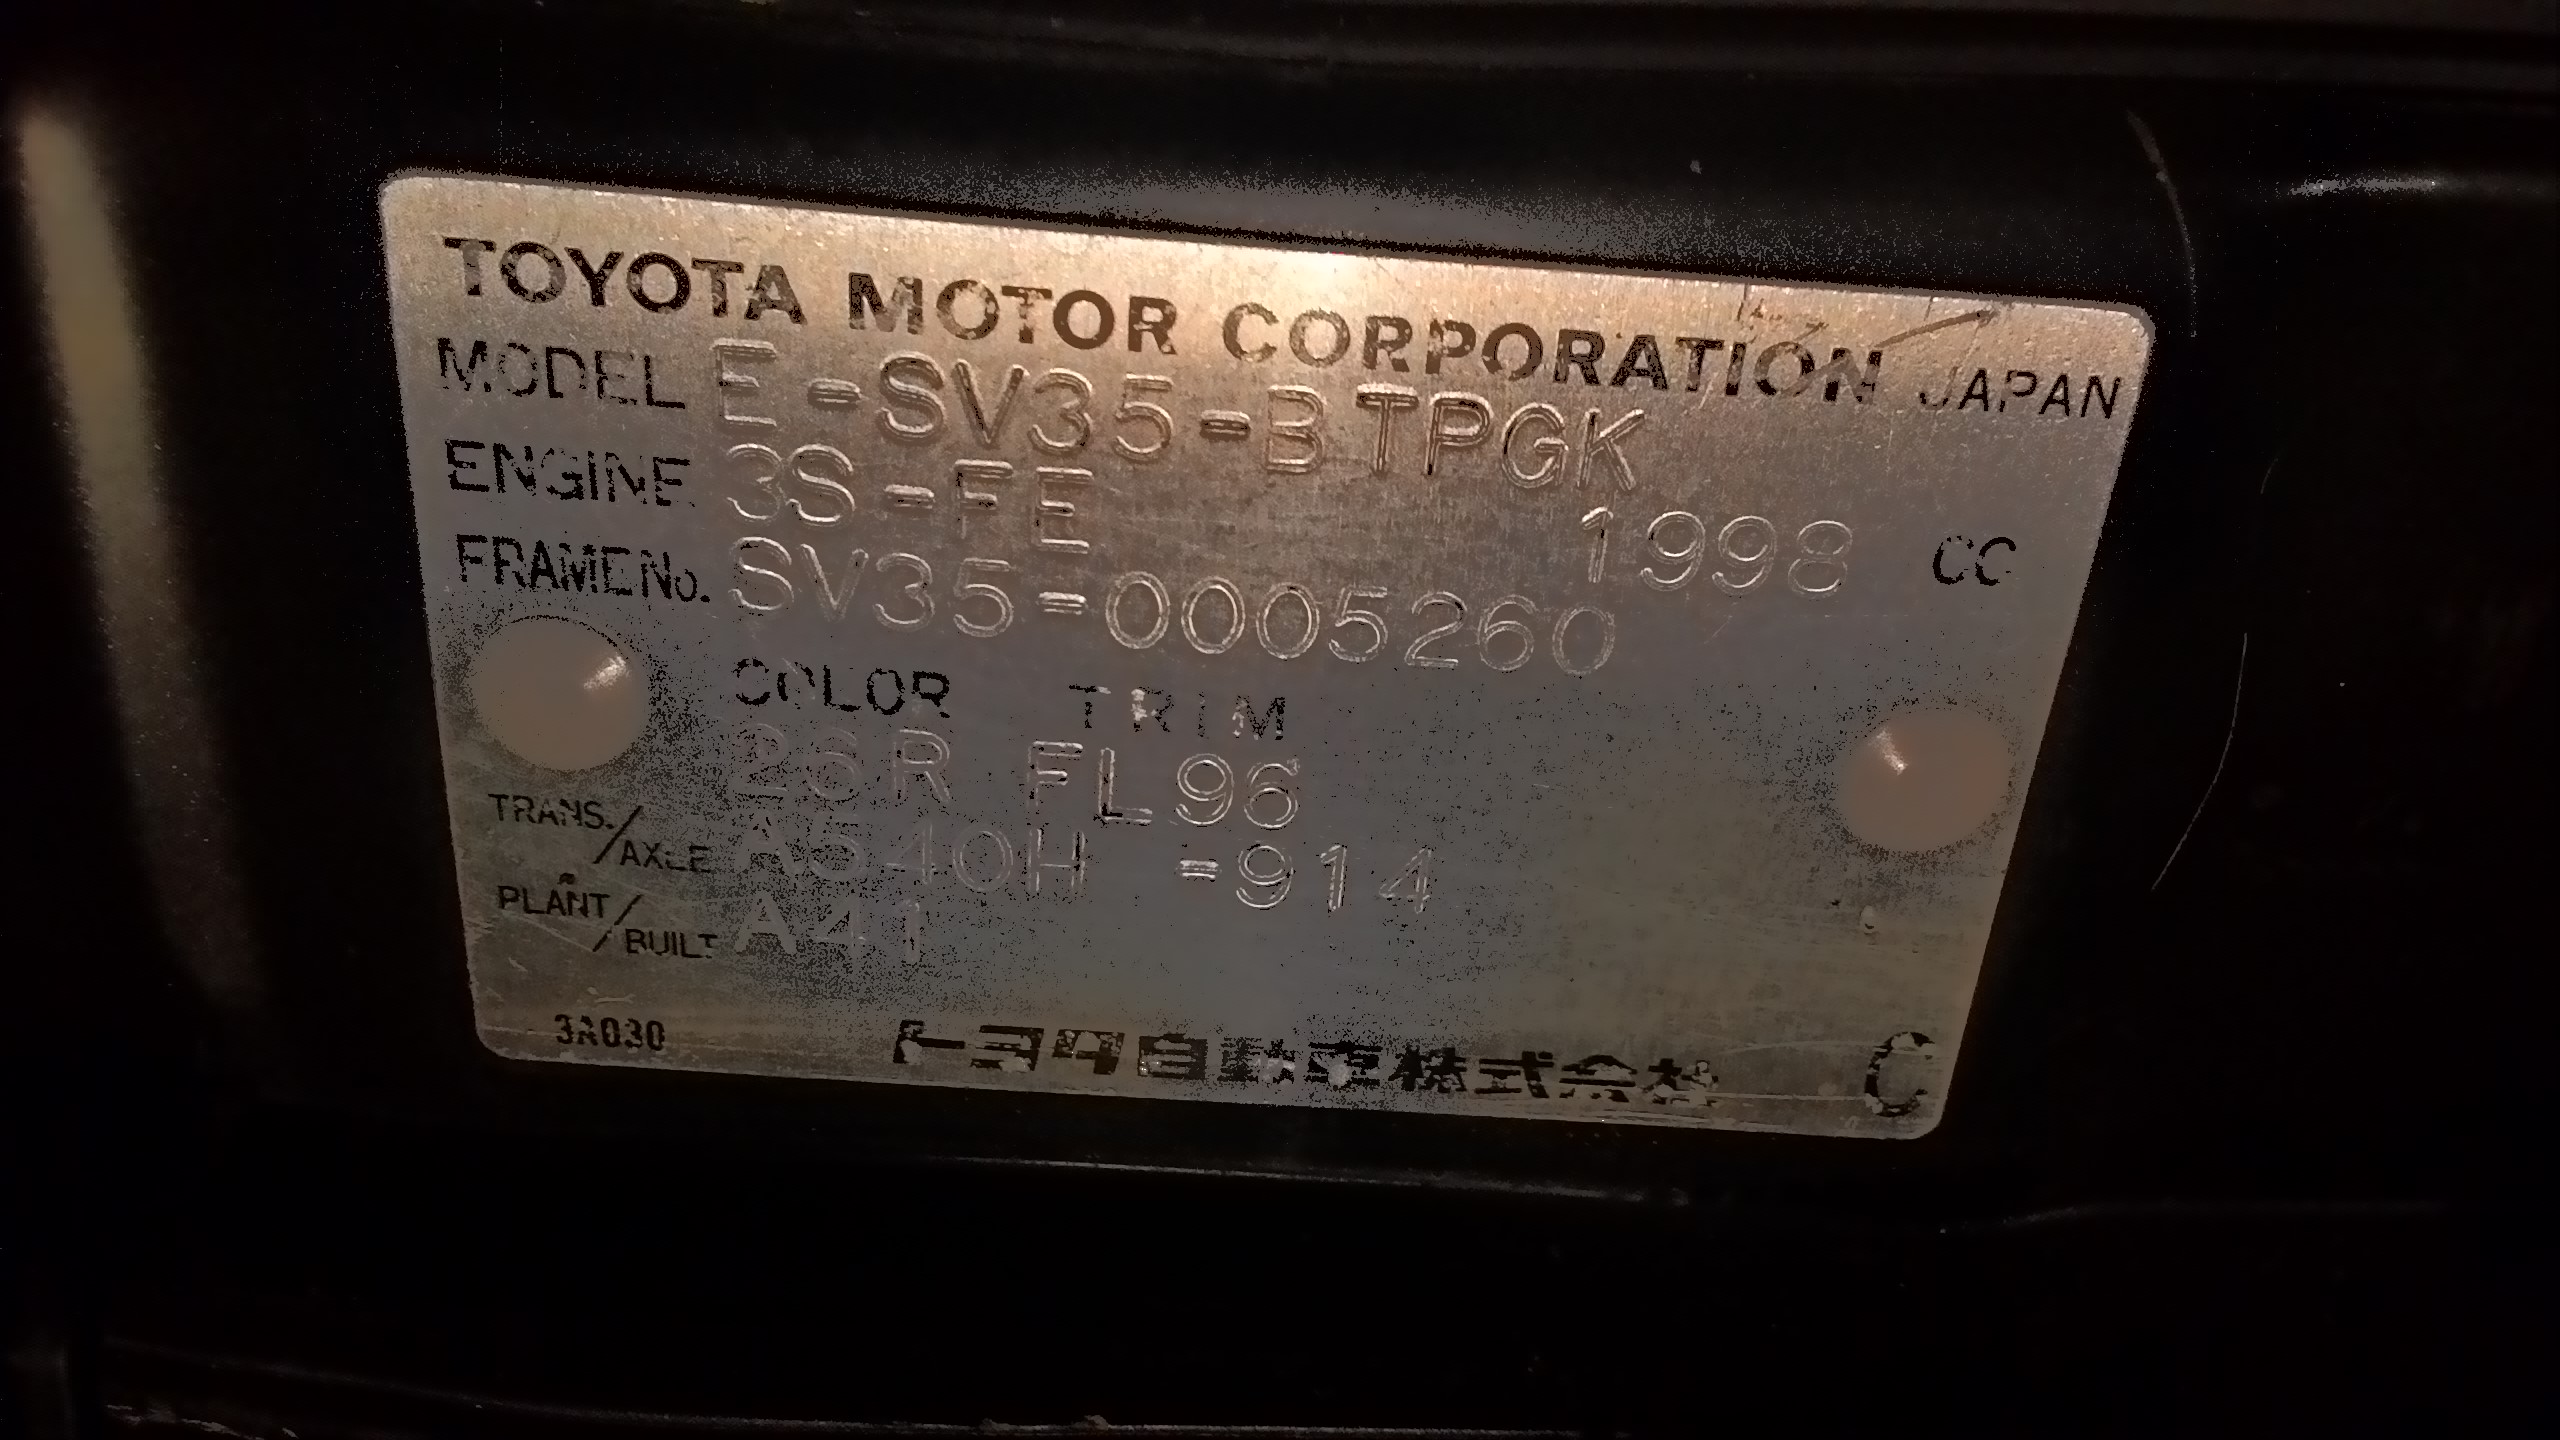 TOYOTA MOTOR CORPORATION JAPAN
MODEL E-SV35-BTPGK
ENGINE 3S-FE 1998 CC
FRAME No. SV35-0005260
COLOR TRIM
26R FL96
TRANS./AXLE A540H -914
PLANT/BUILT A41
3A030 トヨタ自動車株式会社 C